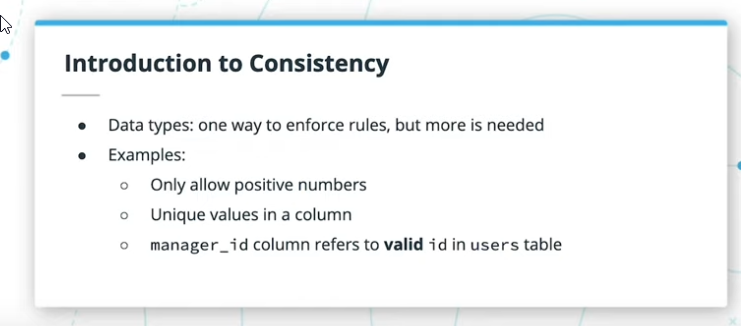 Introduction to Consistency
● Data types: one way to enforce rules, but more is needed
● Examples:
○ Only allow positive numbers
○ Unique values in a column
○ manager_id column refers to valid id in users table